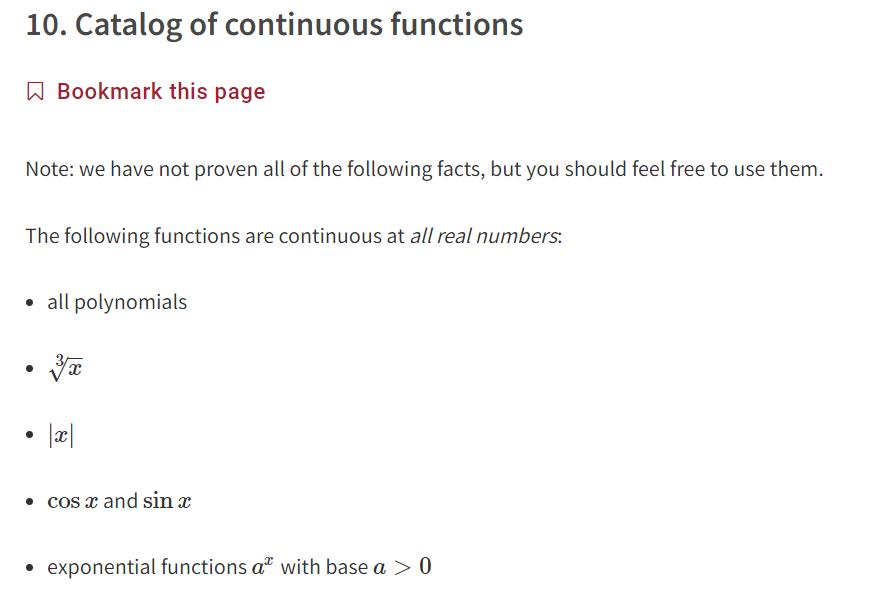 10. Catalog of continuous functions
Bookmark this page
Note: we have not proven all of the following facts, but you should feel free to use them.
The following functions are continuous at all real numbers:
• all polynomials
• ∛x
• |x|
• cos x and sin x
• exponential functions aˣ with base a > 0